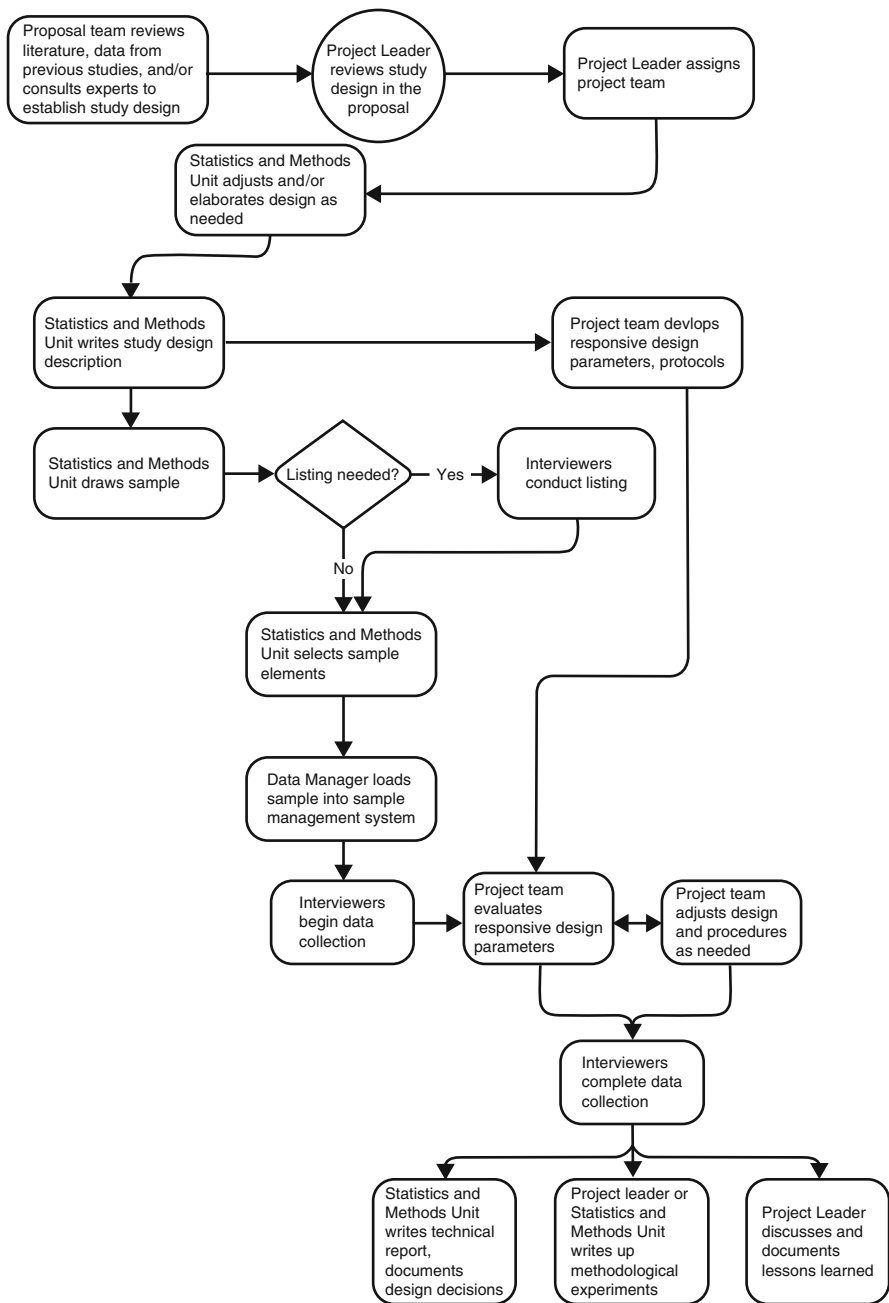 Proposal team reviews
literature, data from
previous studies, and/or
consults experts to
establish study design
Project Leader
reviews study
design in the
proposal
Project Leader assigns
project team
Statistics and Methods
Unit adjusts and/or
elaborates design as
needed
Statistics and Methods
Unit writes study design
description
Project team devlops
responsive design
parameters, protocols
Statistics and Methods
Unit draws sample
Listing needed?
Yes
Interviewers
conduct listing
No
Statistics and Methods
Unit selects sample
elements
Data Manager loads
sample into sample
management system
Interviewers
begin data
collection
Project team
evaluates
responsive design
parameters
Project team
adjusts design
and procedures
as needed
Interviewers
complete data
collection
Statistics and
Methods Unit
writes technical
report,
documents
design decisions
Project leader or
Statistics and
Methods Unit
writes up
methodological
experiments
Project Leader
discusses and
documents
lessons learned